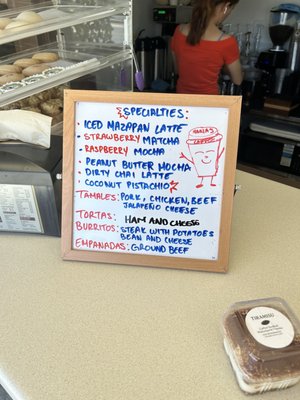 SPECIALTIES:
ICED MAZAPAN LATTE
• STRAWBERRY MATCHA
• RASPBERRY MOCHA
• PEANUT BUTTER MOCHA
• DIRTY CHAI LATTE
• COCONUT PISTACHIO
TAMALES: PORK, CHICKEN, BEEF
JALAPEÑO CHEESE
TORTAS: HAM AND CHEESE
BURRITOS: STEAK WITH POTATOES
BEAN AND CHEESE
EMPANADAS: GROUND BEEF
COFFEE
TIRAMISU